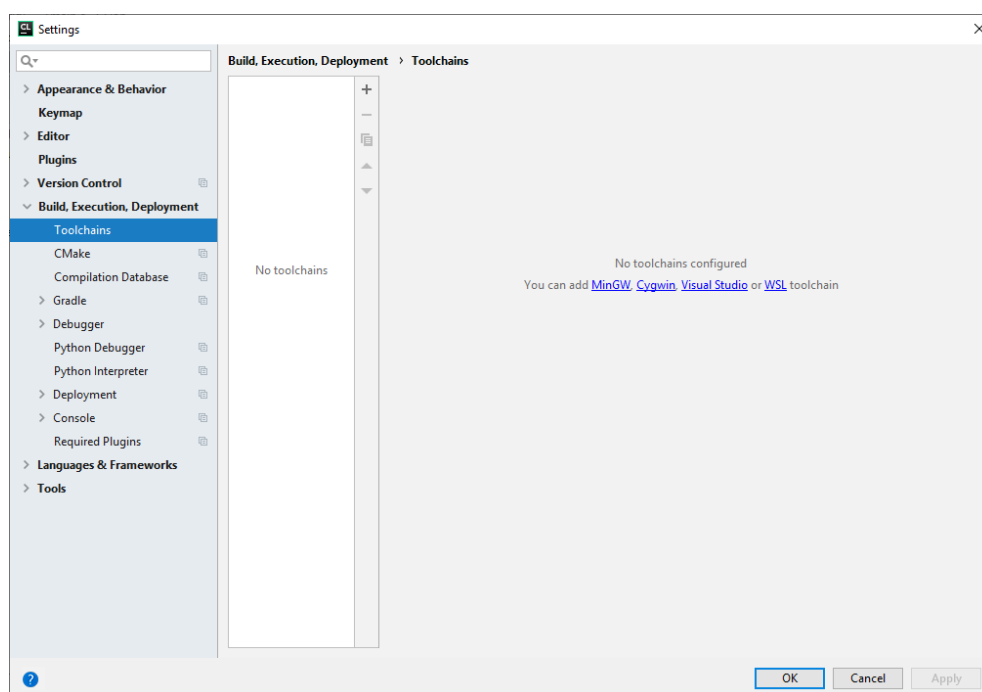 CL
Settings
Build, Execution, Deployment › Toolchains
Appearance & Behavior
Keymap
Editor
Plugins
Version Control
Build, Execution, Deployment
Toolchains
CMake
Compilation Database
Gradle
Debugger
Python Debugger
Python Interpreter
Deployment
Console
Required Plugins
Languages & Frameworks
Tools
No toolchains
No toolchains configured
You can add MinGW, Cygwin, Visual Studio or WSL toolchain
?
OK
Cancel
Apply